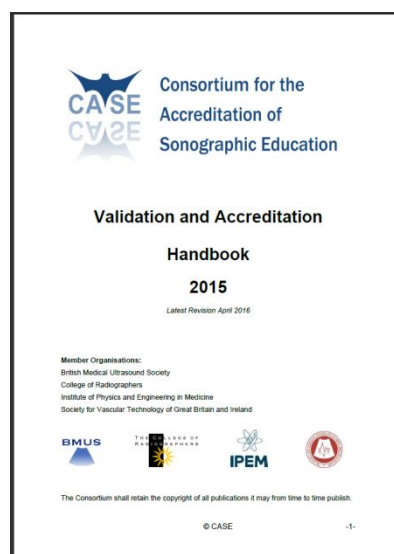 CASE
Consortium for the
Accreditation of
Sonographic Education
Validation and Accreditation
Handbook
2015
Latest Revision April 2016
Member Organisations:
British Medical Ultrasound Society
College of Radiographers
Institute of Physics and Engineering in Medicine
Society for Vascular Technology of Great Britain and Ireland
BMUS
THE COLLEGE OF
RADIOGRAPHERS
IPEM
The Consortium shall retain the copyright of all publications it may from time to time publish.
© CASE -1-